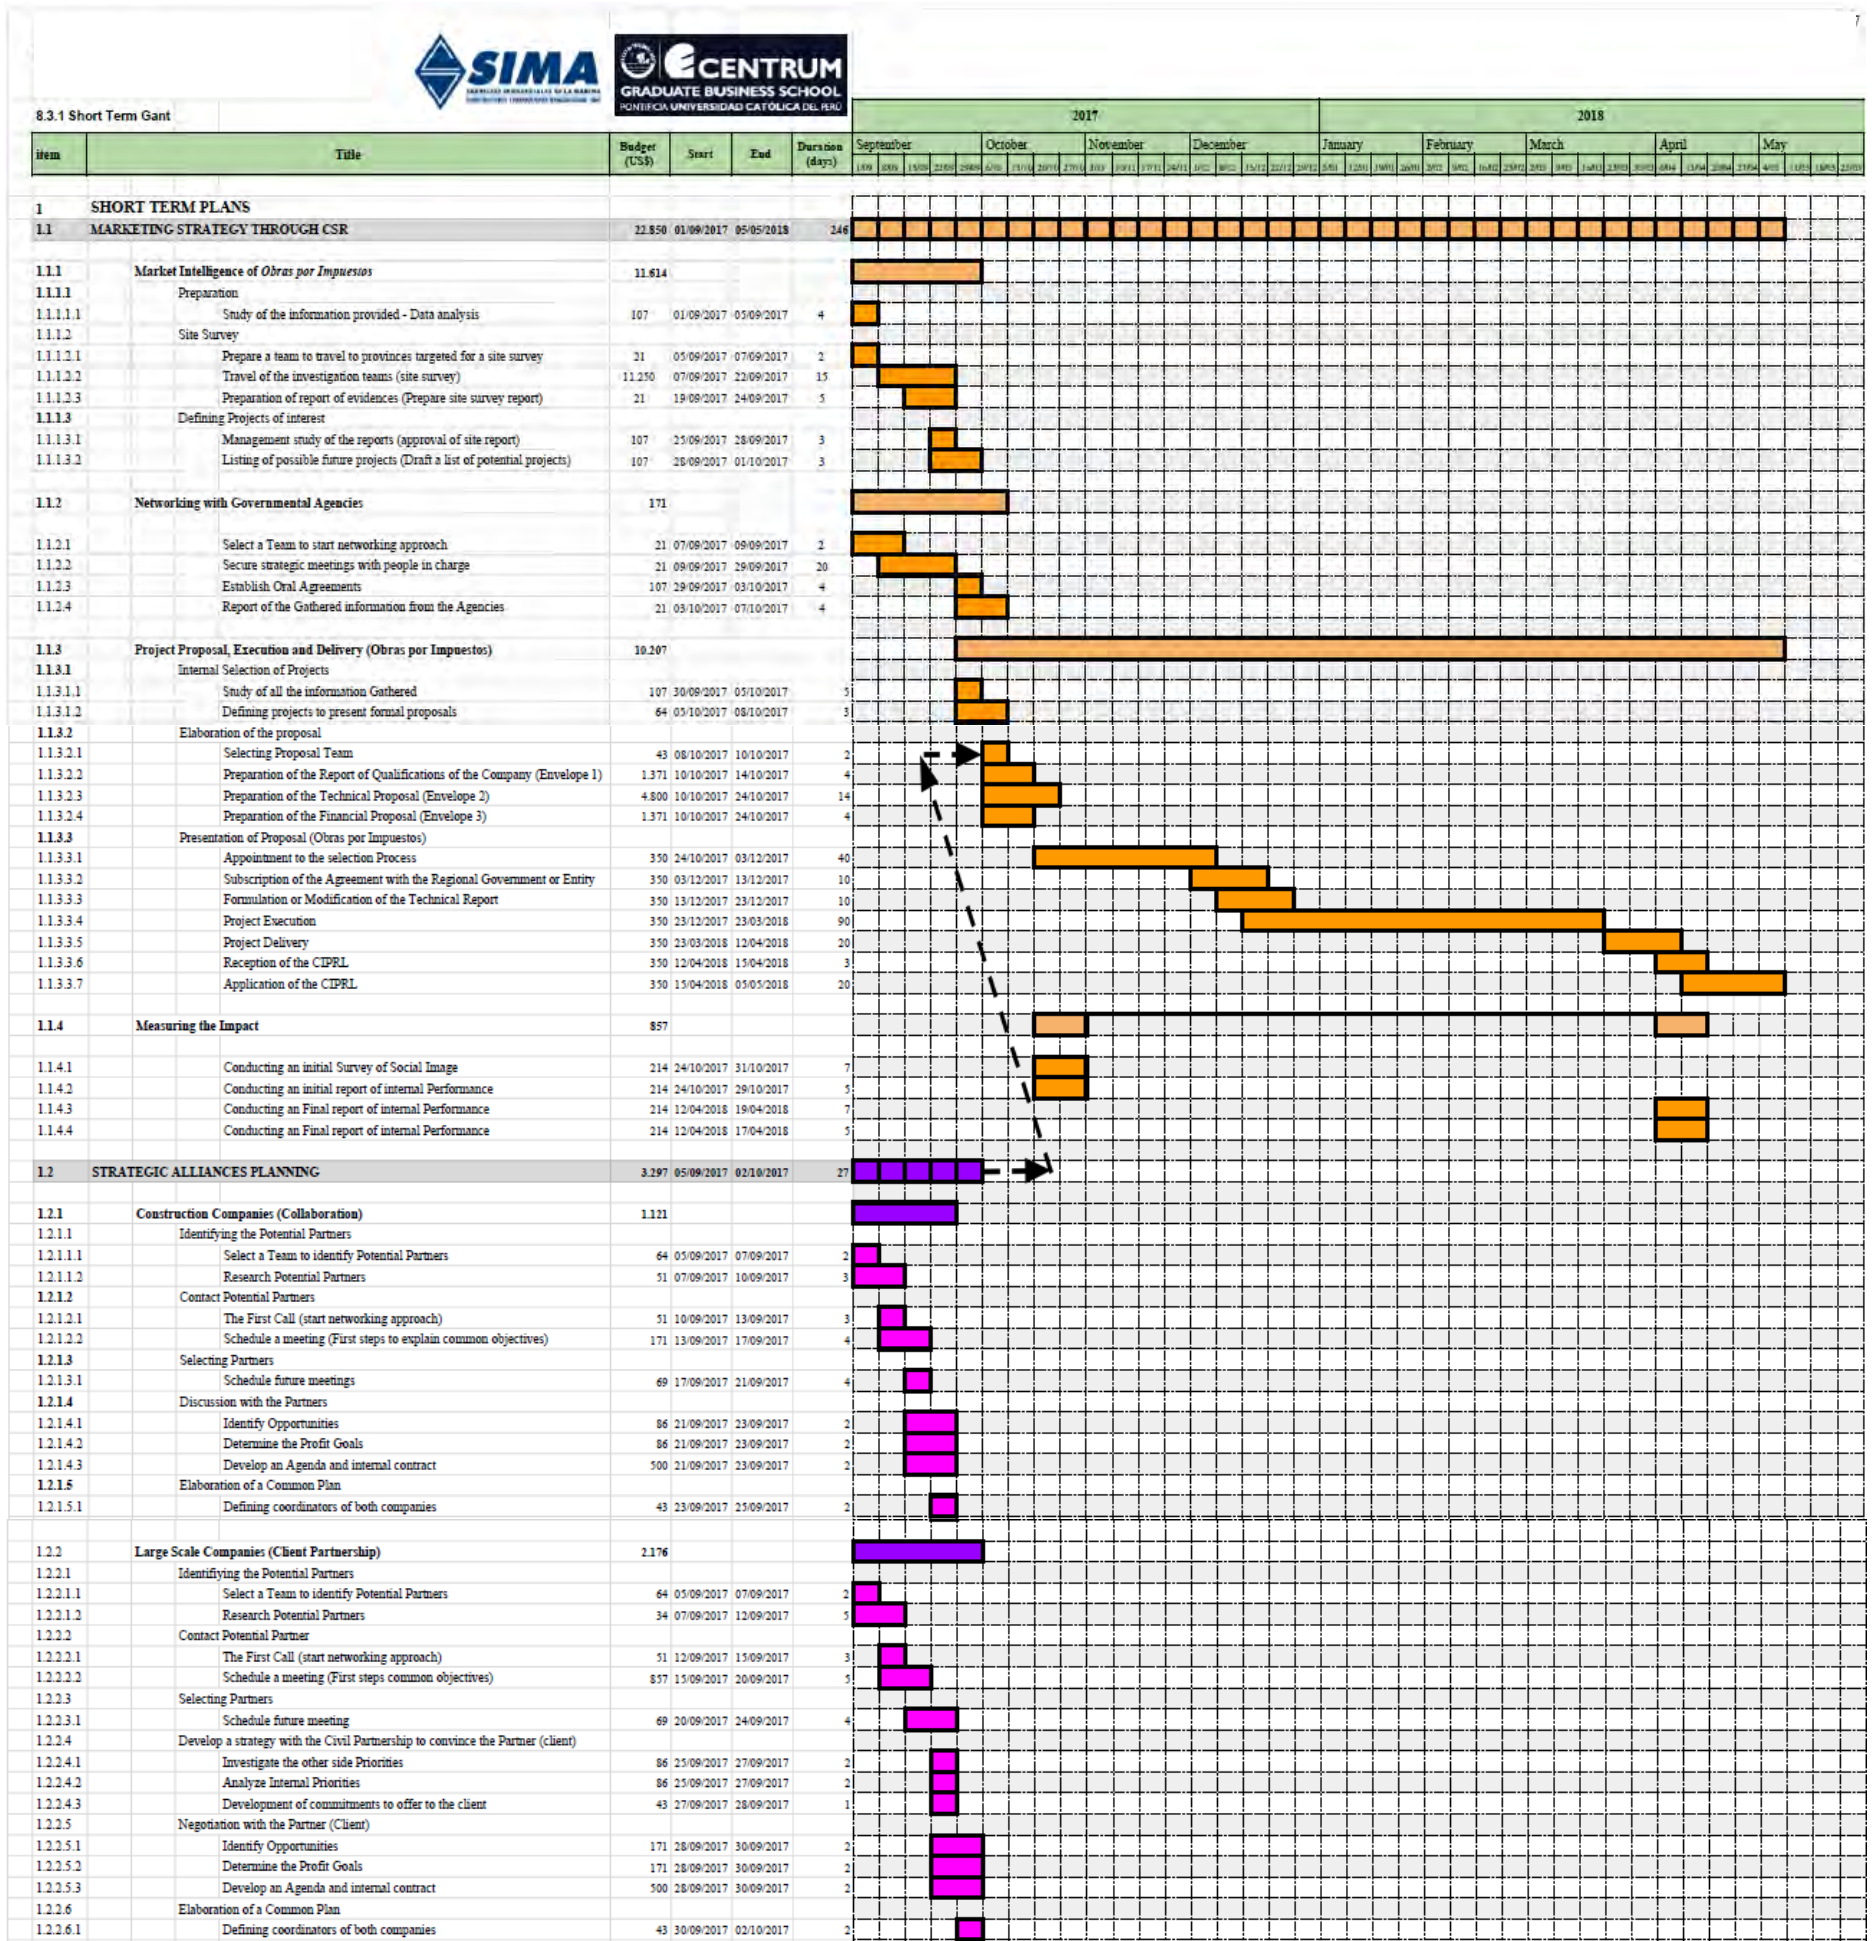 7
SIMA
CENTRUM
GRADUATE BUSINESS SCHOOL
PONTIFICIA UNIVERSIDAD CATÓLICA DEL PERÚ
8.3.1 Short Term Gant 2017 2018
item Title Budget (US$) Start End Duration (days) September October November December January February March April May
1 SHORT TERM PLANS
1.1 MARKETING STRATEGY THROUGH CSR 22.850 01/09/2017 05/05/2018 246
1.1.1 Market Intelligence of Obras por Impuestos 11.614
1.1.1.1 Preparation
1.1.1.1.1 Study of the information provided - Data analysis 107 01/09/2017 05/09/2017 4
1.1.1.2 Site Survey
1.1.1.2.1 Prepare a team to travel to provinces targeted for a site survey 21 05/09/2017 07/09/2017 2
1.1.1.2.2 Travel of the investigation teams (site survey) 11.250 07/09/2017 22/09/2017 15
1.1.1.2.3 Preparation of report of evidences (Prepare site survey report) 21 19/09/2017 24/09/2017 5
1.1.1.3 Defining Projects of interest
1.1.1.3.1 Management study of the reports (approval of site report) 107 25/09/2017 28/09/2017 3
1.1.1.3.2 Listing of possible future projects (Draft a list of potential projects) 107 28/09/2017 01/10/2017 3
1.1.2 Networking with Governmental Agencies 171
1.1.2.1 Select a Team to start networking approach 21 07/09/2017 09/09/2017 2
1.1.2.2 Secure strategic meetings with people in charge 21 09/09/2017 29/09/2017 20
1.1.2.3 Establish Oral Agreements 107 29/09/2017 03/10/2017 4
1.1.2.4 Report of the Gathered information from the Agencies 21 03/10/2017 07/10/2017 4
1.1.3 Project Proposal, Execution and Delivery (Obras por Impuestos) 10.207
1.1.3.1 Internal Selection of Projects
1.1.3.1.1 Study of all the information Gathered 107 30/09/2017 05/10/2017 5
1.1.3.1.2 Defining projects to present formal proposals 64 05/10/2017 08/10/2017 3
1.1.3.2 Elaboration of the proposal
1.1.3.2.1 Selecting Proposal Team 43 08/10/2017 10/10/2017 2
1.1.3.2.2 Preparation of the Report of Qualifications of the Company (Envelope 1) 1.371 10/10/2017 14/10/2017 4
1.1.3.2.3 Preparation of the Technical Proposal (Envelope 2) 4.800 10/10/2017 24/10/2017 14
1.1.3.2.4 Preparation of the Financial Proposal (Envelope 3) 1.371 10/10/2017 24/10/2017 4
1.1.3.3 Presentation of Proposal (Obras por Impuestos)
1.1.3.3.1 Appointment to the selection Process 350 24/10/2017 03/12/2017 40
1.1.3.3.2 Subscription of the Agreement with the Regional Government or Entity 350 03/12/2017 13/12/2017 10
1.1.3.3.3 Formulation or Modification of the Technical Report 350 13/12/2017 23/12/2017 10
1.1.3.3.4 Project Execution 350 23/12/2017 23/03/2018 90
1.1.3.3.5 Project Delivery 350 23/03/2018 12/04/2018 20
1.1.3.3.6 Reception of the CIPRL 350 12/04/2018 15/04/2018 3
1.1.3.3.7 Application of the CIPRL 350 15/04/2018 05/05/2018 20
1.1.4 Measuring the Impact 857
1.1.4.1 Conducting an initial Survey of Social Image 214 24/10/2017 31/10/2017 7
1.1.4.2 Conducting an initial report of internal Performance 214 24/10/2017 29/10/2017 5
1.1.4.3 Conducting an Final report of internal Performance 214 12/04/2018 19/04/2018 7
1.1.4.4 Conducting an Final report of internal Performance 214 12/04/2018 17/04/2018 5
1.2 STRATEGIC ALLIANCES PLANNING 3.297 05/09/2017 02/10/2017 27
1.2.1 Construction Companies (Collaboration) 1.121
1.2.1.1 Identifying the Potential Partners
1.2.1.1.1 Select a Team to identify Potential Partners 64 05/09/2017 07/09/2017 2
1.2.1.1.2 Research Potential Partners 51 07/09/2017 10/09/2017 3
1.2.1.2 Contact Potential Partners
1.2.1.2.1 The First Call (start networking approach) 51 10/09/2017 13/09/2017 3
1.2.1.2.2 Schedule a meeting (First steps to explain common objectives) 171 13/09/2017 17/09/2017 4
1.2.1.3 Selecting Partners
1.2.1.3.1 Schedule future meetings 69 17/09/2017 21/09/2017 4
1.2.1.4 Discussion with the Partners
1.2.1.4.1 Identify Opportunities 86 21/09/2017 23/09/2017 2
1.2.1.4.2 Determine the Profit Goals 86 21/09/2017 23/09/2017 2
1.2.1.4.3 Develop an Agenda and internal contract 500 21/09/2017 23/09/2017 2
1.2.1.5 Elaboration of a Common Plan
1.2.1.5.1 Defining coordinators of both companies 43 23/09/2017 25/09/2017 2
1.2.2 Large Scale Companies (Client Partnership) 2.176
1.2.2.1 Identifiying the Potential Partners
1.2.2.1.1 Select a Team to identify Potential Partners 64 05/09/2017 07/09/2017 2
1.2.2.1.2 Research Potential Partners 34 07/09/2017 12/09/2017 5
1.2.2.2 Contact Potential Partner
1.2.2.2.1 The First Call (start networking approach) 51 12/09/2017 15/09/2017 3
1.2.2.2.2 Schedule a meeting (First steps common objectives) 857 15/09/2017 20/09/2017 5
1.2.2.3 Selecting Partners
1.2.2.3.1 Schedule future meeting 69 20/09/2017 24/09/2017 4
1.2.2.4 Develop a strategy with the Civil Partnership to convince the Partner (client)
1.2.2.4.1 Investigate the other side Priorities 86 25/09/2017 27/09/2017 2
1.2.2.4.2 Analyze Internal Priorities 86 25/09/2017 27/09/2017 2
1.2.2.4.3 Development of commitments to offer to the client 43 27/09/2017 28/09/2017 1
1.2.2.5 Negotiation with the Partner (Client)
1.2.2.5.1 Identify Opportunities 171 28/09/2017 30/09/2017 2
1.2.2.5.2 Determine the Profit Goals 171 28/09/2017 30/09/2017 2
1.2.2.5.3 Develop an Agenda and internal contract 500 28/09/2017 30/09/2017 2
1.2.2.6 Elaboration of a Common Plan
1.2.2.6.1 Defining coordinators of both companies 43 30/09/2017 02/10/2017 2